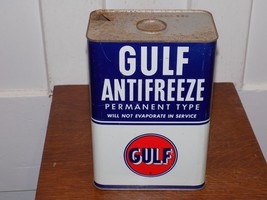 GULF
ANTIFREEZE
PERMANENT TYPE
WILL NOT EVAPORATE IN SERVICE
GULF